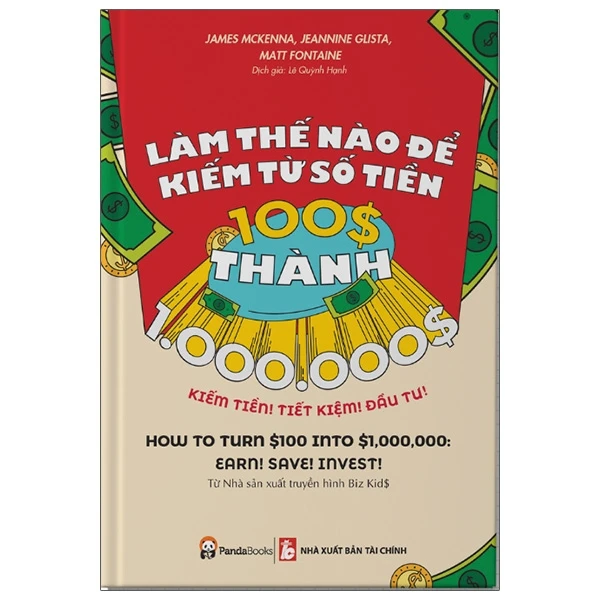 JAMES MCKENNA, JEANNINE GLISTA,
MATT FONTAINE
Dịch giả: Lê Quỳnh Hạnh
LÀM THẾ NÀO ĐỂ
KIẾM TỪ SỐ TIỀN
100$
THÀNH
1.000.000$
KIẾM TIỀN! TIẾT KIỆM! ĐẦU TƯ!
HOW TO TURN $100 INTO $1,000,000:
EARN! SAVE! INVEST!
Từ Nhà sản xuất truyền hình Biz Kid$
PandaBooks
NHÀ XUẤT BẢN TÀI CHÍNH